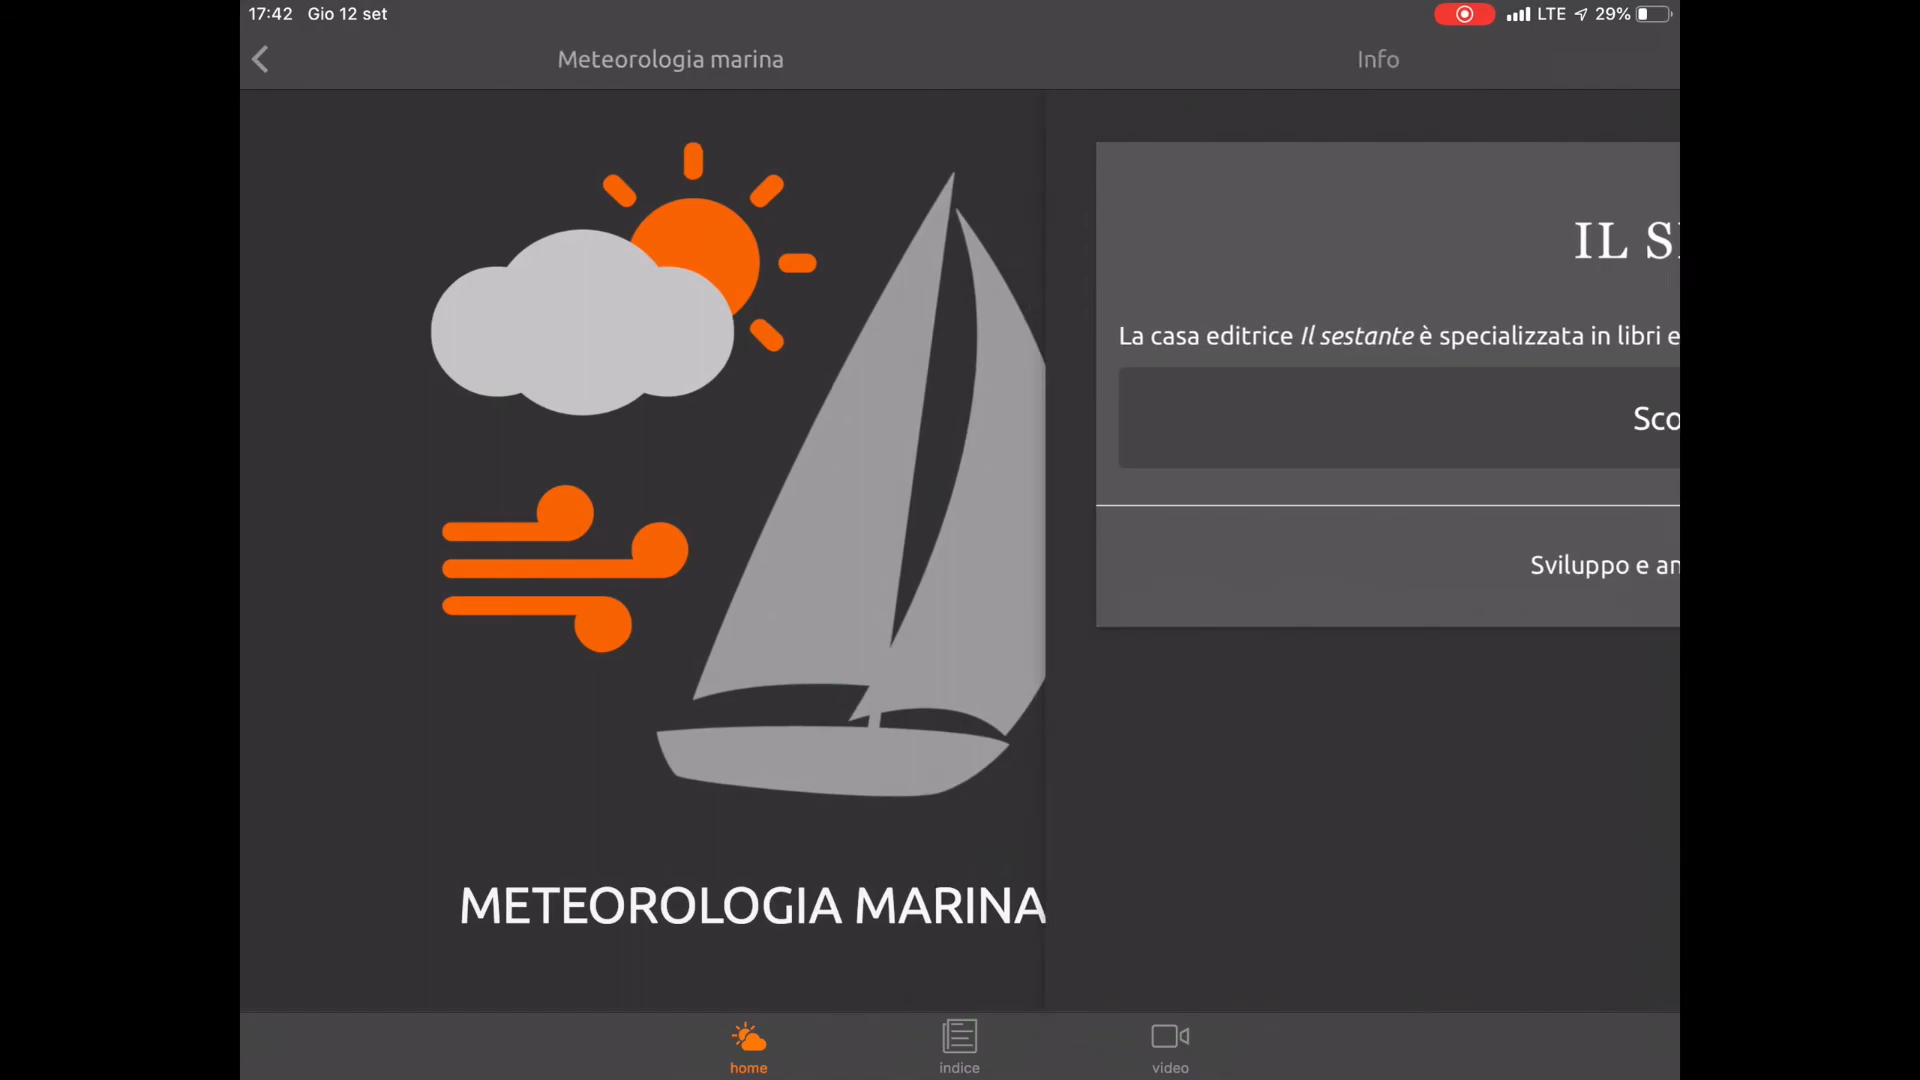 17:42 Gio 12 set
LTE 29%
Meteorologia marina
Info
IL S
La casa editrice Il sestante è specializzata in libri e
Sco
Sviluppo e an
METEOROLOGIA MARINA
home
indice
video